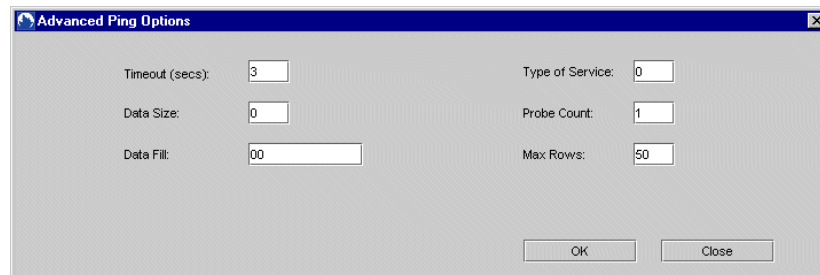 Advanced Ping Options
Timeout (secs): 3 Type of Service: 0
Data Size: 0 Probe Count: 1
Data Fill: 00 Max Rows: 50
OK Close